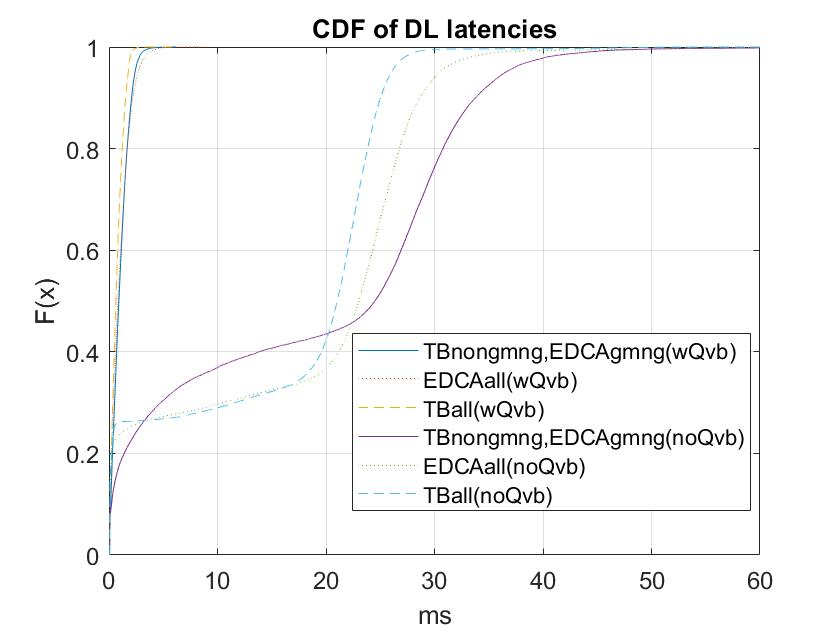 CDF of DL latencies
1
0.8
0.6
0.4
0.2
0
F(x)
TBnongmng,EDCAgmng(wQvb)
EDCAall(wQvb)
TBall(wQvb)
TBnongmng,EDCAgmng(noQvb)
EDCAall(noQvb)
TBall(noQvb)
0 10 20 30 40 50 60
ms